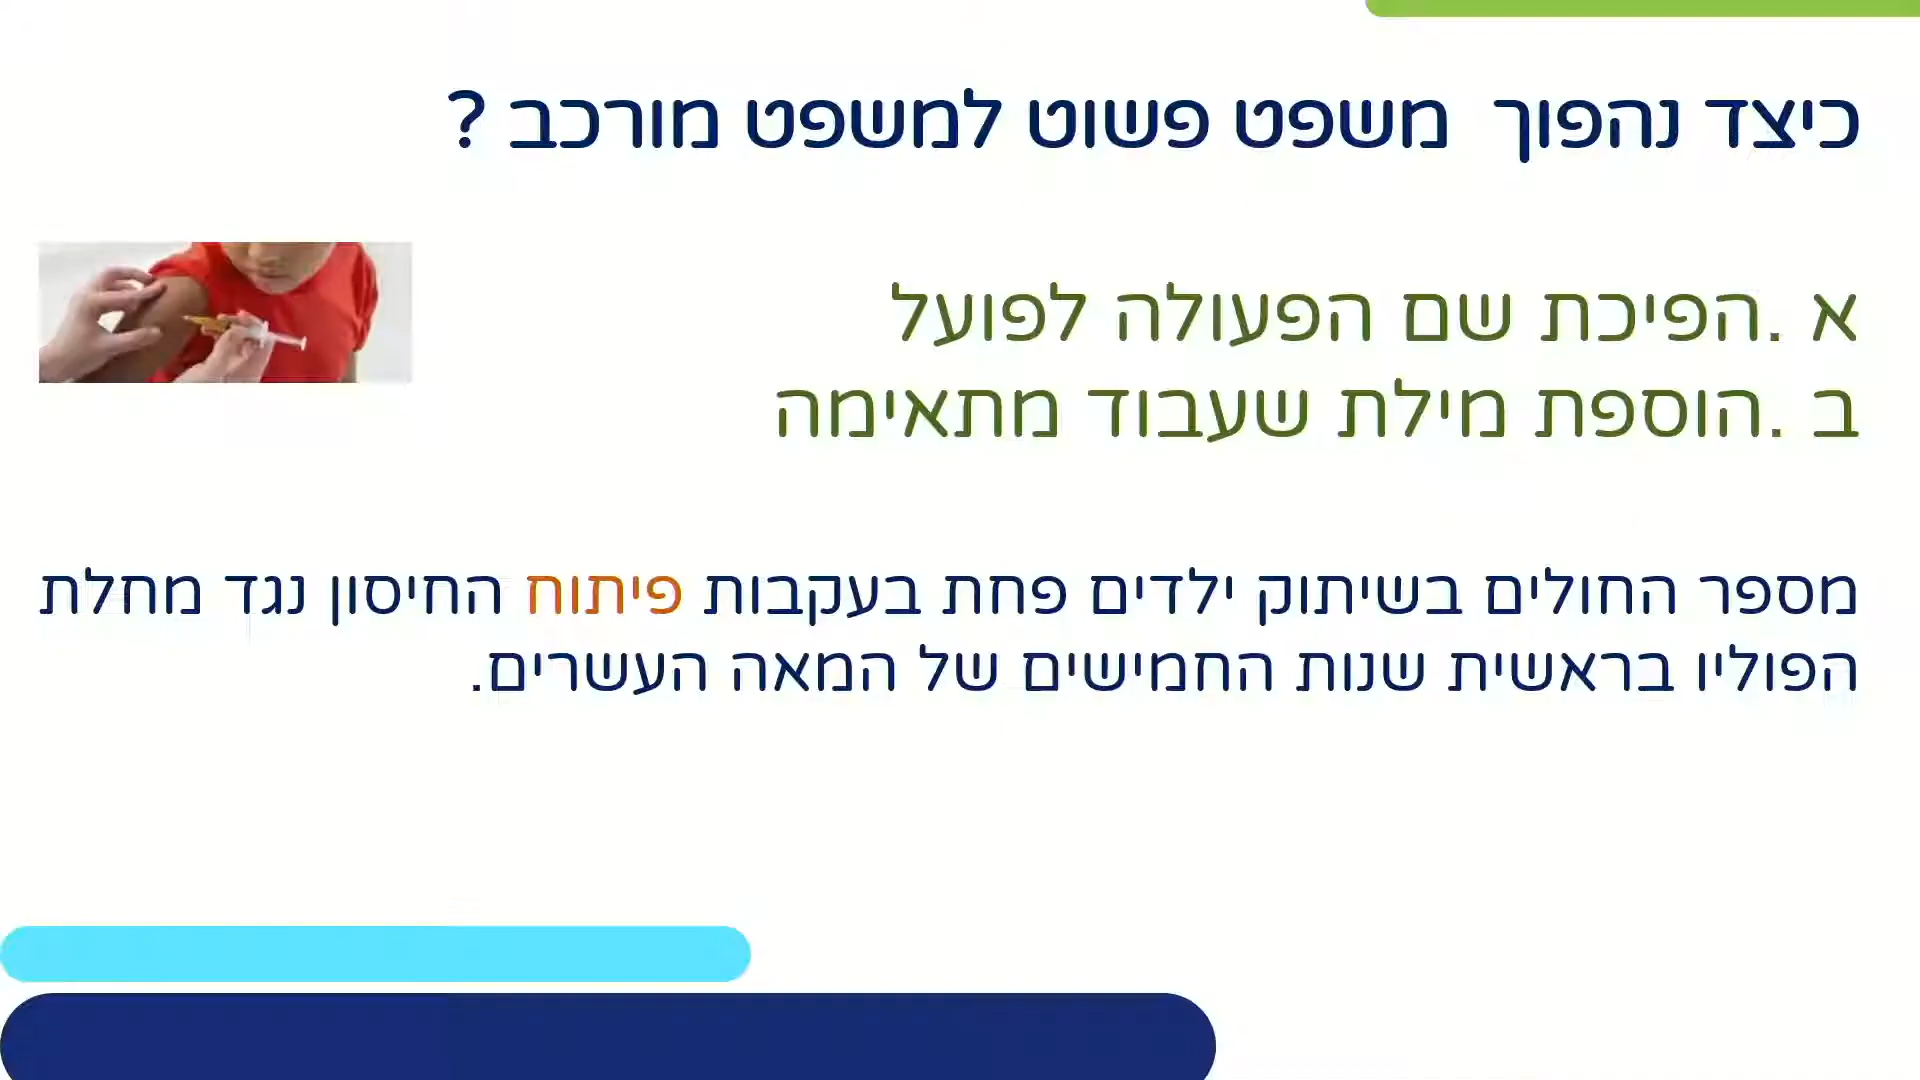 כיצד נהפוך משפט פשוט למשפט מורכב ?
א .הפיכת שם הפעולה לפועל
ב .הוספת מילת שעבוד מתאימה
מספר החולים בשיתוק ילדים פחת בעקבות פיתוח החיסון נגד מחלת
הפוליו בראשית שנות החמישים של המאה העשרים.